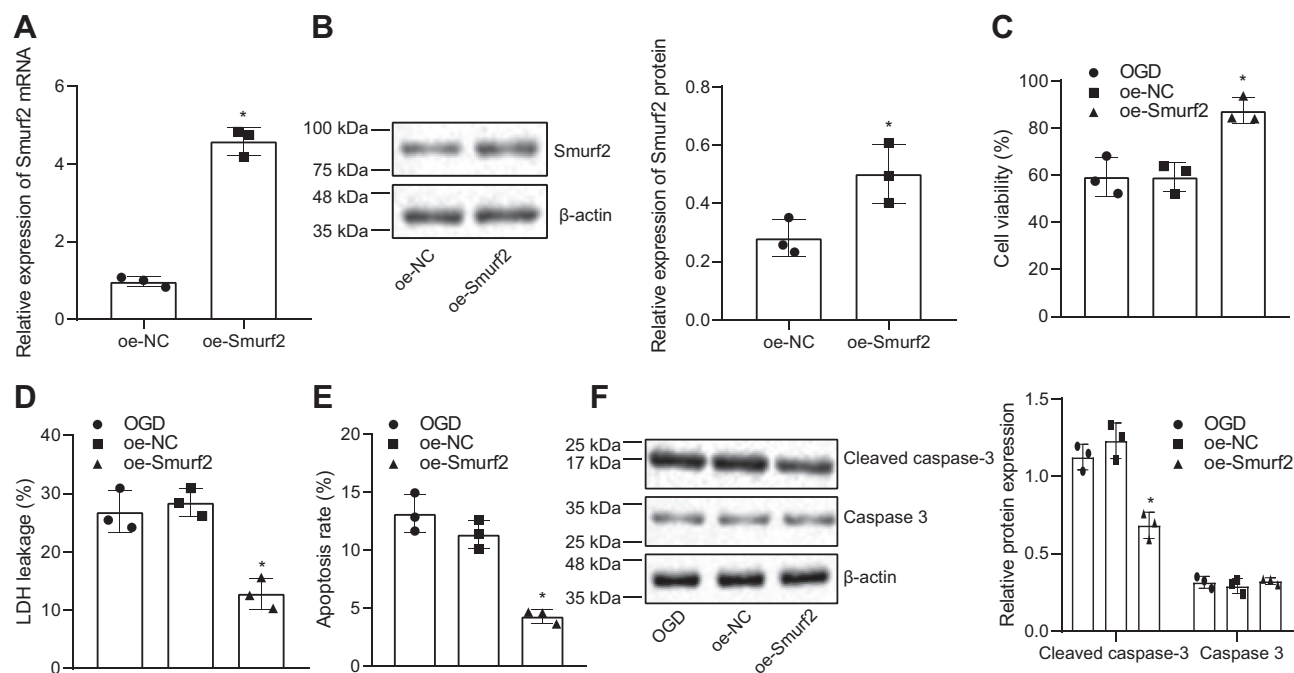 A
Relative expression of Smurf2 mRNA
6
4
2
0
*
oe-NC
oe-Smurf2
B
100 kDa
75 kDa
48 kDa
35 kDa
Smurf2
β-actin
oe-NC
oe-Smurf2
Relative expression of Smurf2 protein
0.8
0.6
0.4
0.2
0.0
*
oe-NC
oe-Smurf2
C
OGD
oe-NC
oe-Smurf2
Cell viability (%)
100
80
60
40
20
0
*
D
OGD
oe-NC
oe-Smurf2
LDH leakage (%)
40
30
20
10
0
*
E
OGD
oe-NC
oe-Smurf2
Apoptosis rate (%)
20
15
10
5
0
*
F
25 kDa
17 kDa
35 kDa
25 kDa
48 kDa
35 kDa
Cleaved caspase-3
Caspase 3
β-actin
OGD
oe-NC
oe-Smurf2
Relative protein expression
1.5
1.0
0.5
0.0
OGD
oe-NC
oe-Smurf2
*
Cleaved caspase-3
Caspase 3